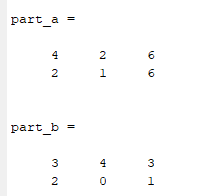 part_a =
4 2 6
2 1 6
part_b =
3 4 3
2 0 1